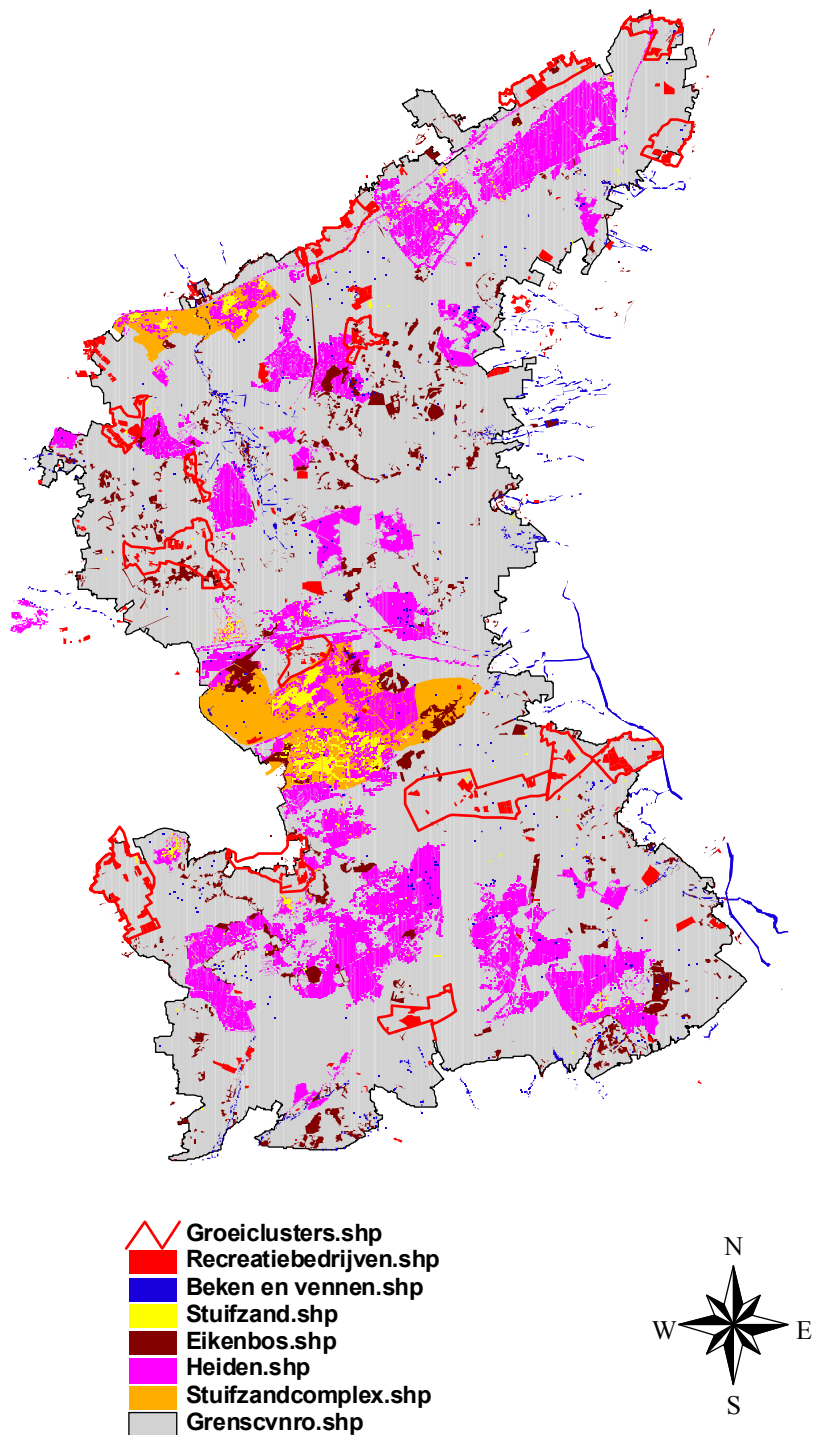 Groeiclusters.shp
Recreatiebedrijven.shp
Beken en vennen.shp
Stuifzand.shp
Eikenbos.shp
Heiden.shp
Stuifzandcomplex.shp
Grenscvnro.shp
N
W E
S